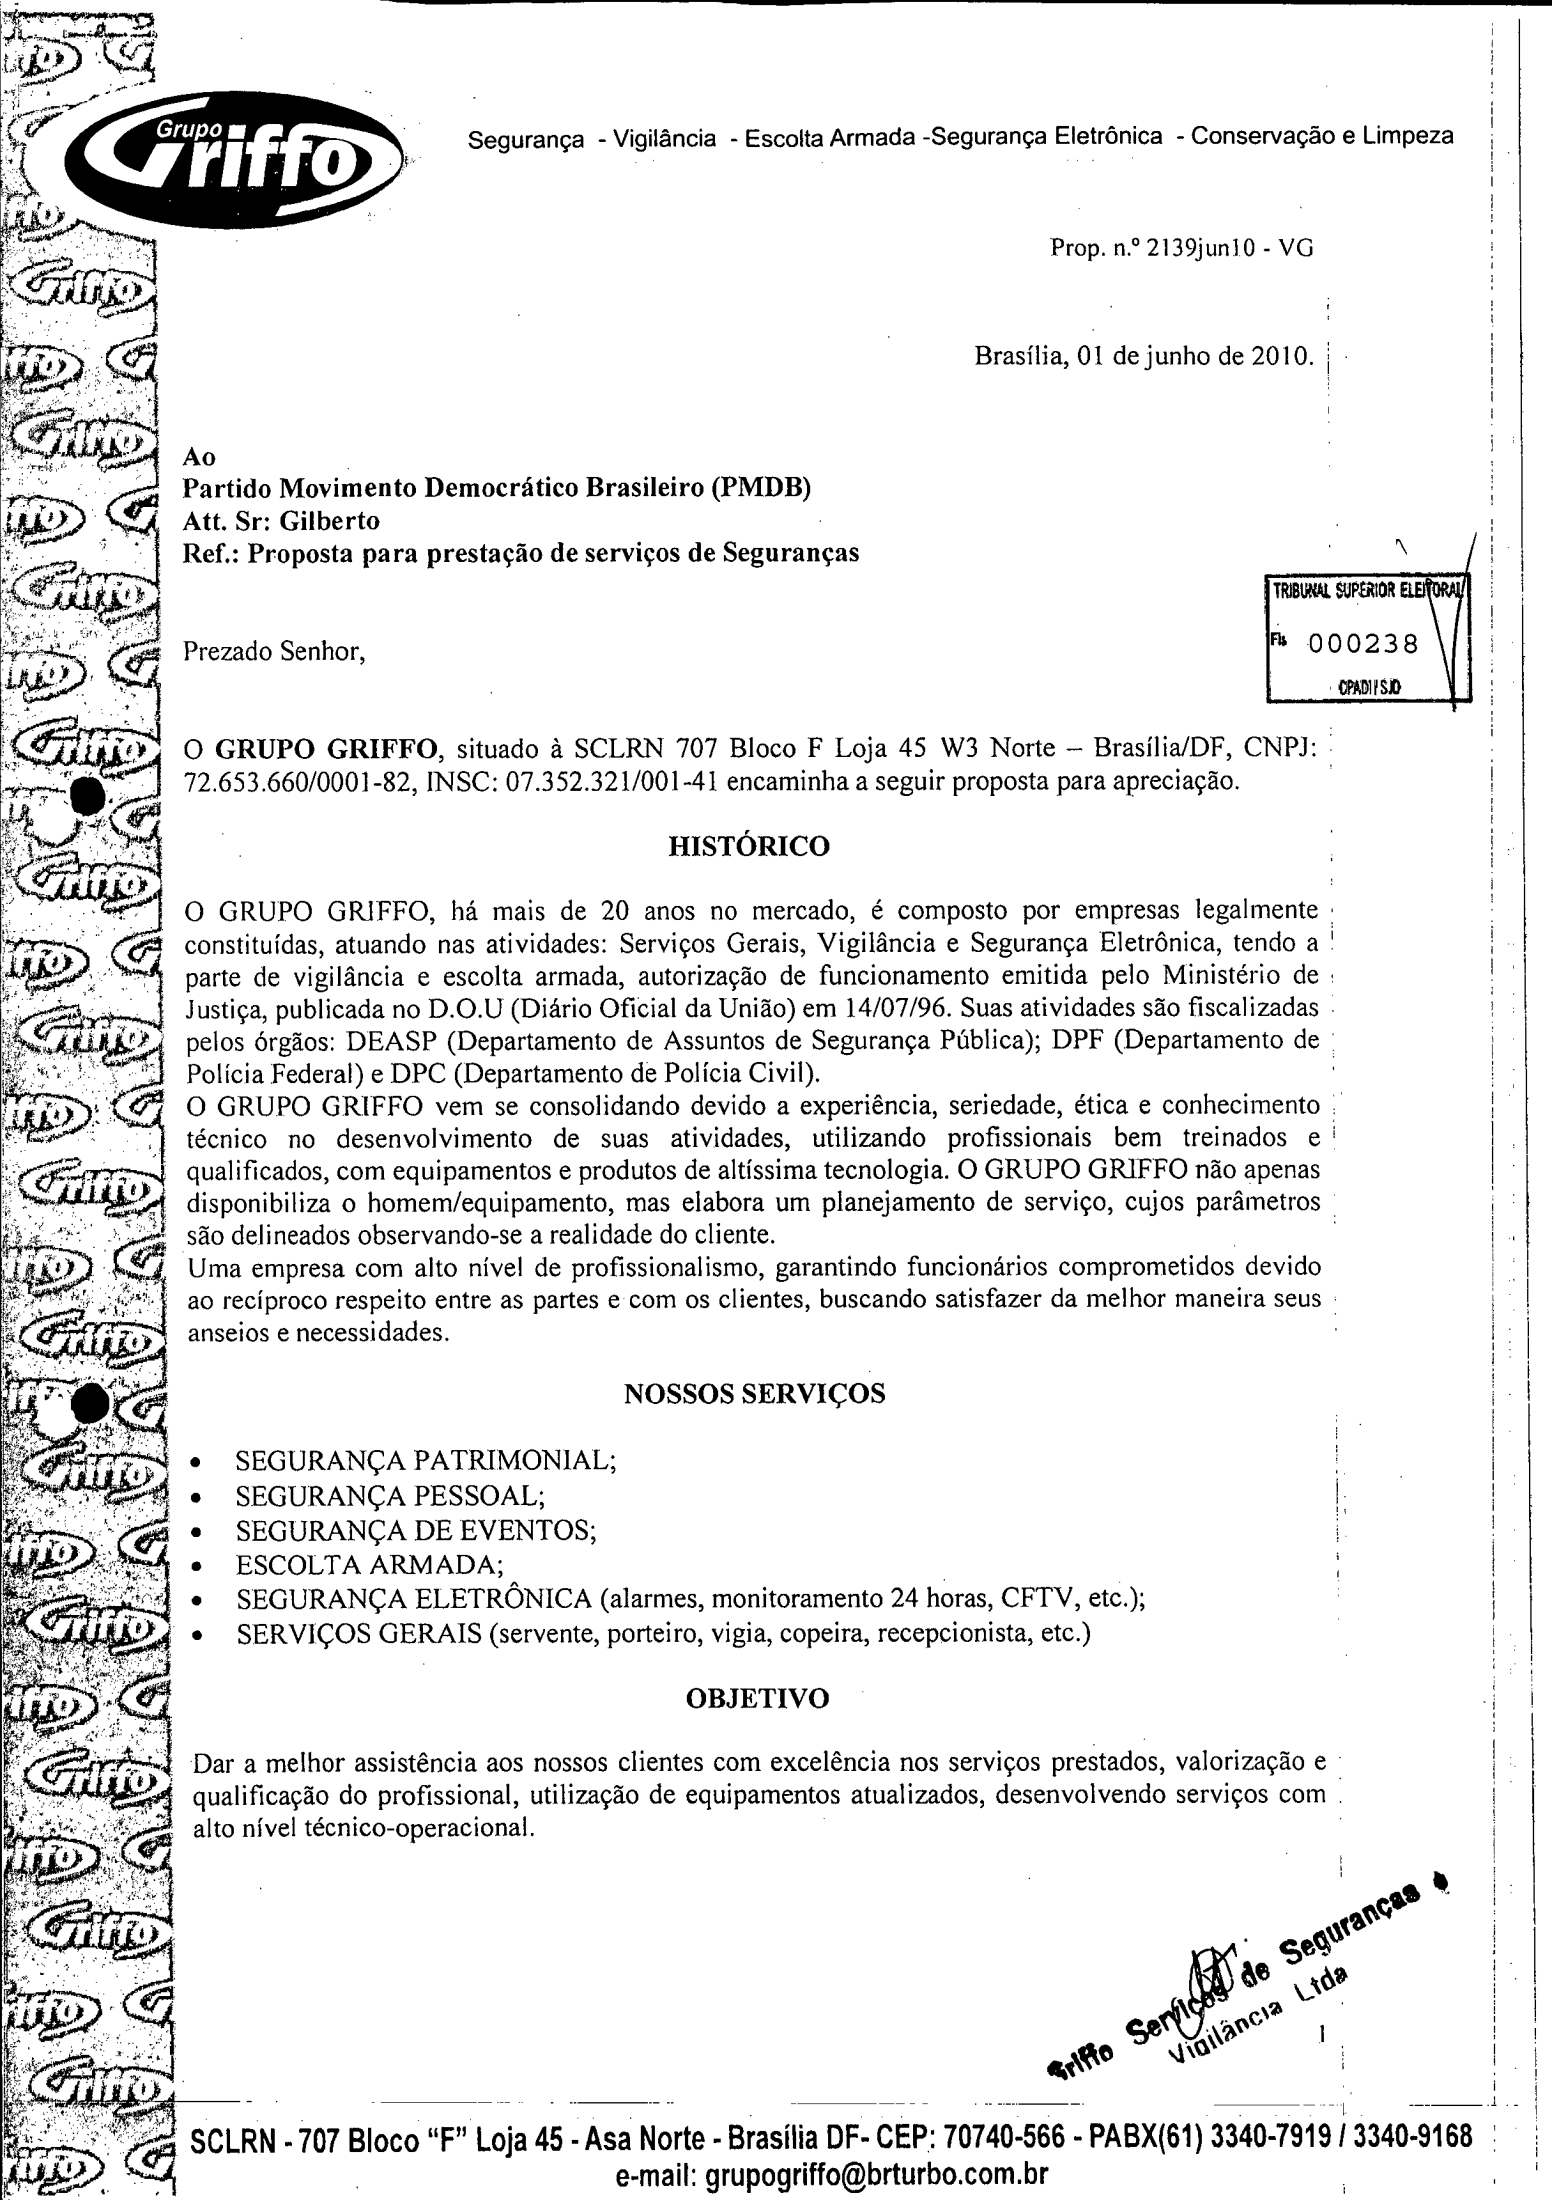 Grupo Griffo
Segurança - Vigilância - Escolta Armada -Segurança Eletrônica - Conservação e Limpeza
Prop. n.º 2139jun10 - VG
Brasília, 01 de junho de 2010.
Ao
Partido Movimento Democrático Brasileiro (PMDB)
Att. Sr: Gilberto
Ref.: Proposta para prestação de serviços de Seguranças
TRIBUNAL SUPERIOR ELEITORAL
Fls 000238
CPADI/SJD
Prezado Senhor,
O GRUPO GRIFFO, situado à SCLRN 707 Bloco F Loja 45 W3 Norte – Brasília/DF, CNPJ:
72.653.660/0001-82, INSC: 07.352.321/001-41 encaminha a seguir proposta para apreciação.
HISTÓRICO
O GRUPO GRIFFO, há mais de 20 anos no mercado, é composto por empresas legalmente
constituídas, atuando nas atividades: Serviços Gerais, Vigilância e Segurança Eletrônica, tendo a
parte de vigilância e escolta armada, autorização de funcionamento emitida pelo Ministério de
Justiça, publicada no D.O.U (Diário Oficial da União) em 14/07/96. Suas atividades são fiscalizadas
pelos órgãos: DEASP (Departamento de Assuntos de Segurança Pública); DPF (Departamento de
Polícia Federal) e DPC (Departamento de Polícia Civil).
O GRUPO GRIFFO vem se consolidando devido a experiência, seriedade, ética e conhecimento
técnico no desenvolvimento de suas atividades, utilizando profissionais bem treinados e
qualificados, com equipamentos e produtos de altíssima tecnologia. O GRUPO GRIFFO não apenas
disponibiliza o homem/equipamento, mas elabora um planejamento de serviço, cujos parâmetros
são delineados observando-se a realidade do cliente.
Uma empresa com alto nível de profissionalismo, garantindo funcionários comprometidos devido
ao recíproco respeito entre as partes e com os clientes, buscando satisfazer da melhor maneira seus
anseios e necessidades.
NOSSOS SERVIÇOS
• SEGURANÇA PATRIMONIAL;
• SEGURANÇA PESSOAL;
• SEGURANÇA DE EVENTOS;
• ESCOLTA ARMADA;
• SEGURANÇA ELETRÔNICA (alarmes, monitoramento 24 horas, CFTV, etc.);
• SERVIÇOS GERAIS (servente, porteiro, vigia, copeira, recepcionista, etc.)
OBJETIVO
Dar a melhor assistência aos nossos clientes com excelência nos serviços prestados, valorização e
qualificação do profissional, utilização de equipamentos atualizados, desenvolvendo serviços com
alto nível técnico-operacional.
Griffo Serviços de Seguranças e
Vigilância Ltda
1
SCLRN - 707 Bloco “F” Loja 45 - Asa Norte - Brasília DF- CEP: 70740-566 - PABX(61) 3340-7919 / 3340-9168
e-mail: grupogriffo@brturbo.com.br